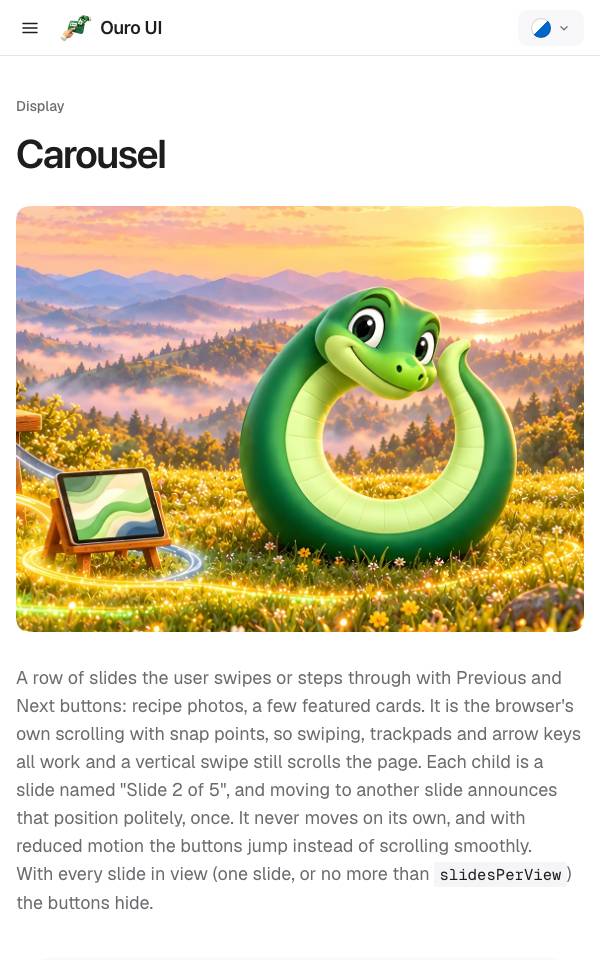 Ouro UI
Display
Carousel
A row of slides the user swipes or steps through with Previous and
Next buttons: recipe photos, a few featured cards. It is the browser's
own scrolling with snap points, so swiping, trackpads and arrow keys
all work and a vertical swipe still scrolls the page. Each child is a
slide named "Slide 2 of 5", and moving to another slide announces
that position politely, once. It never moves on its own, and with
reduced motion the buttons jump instead of scrolling smoothly.
With every slide in view (one slide, or no more than slidesPerView)
the buttons hide.